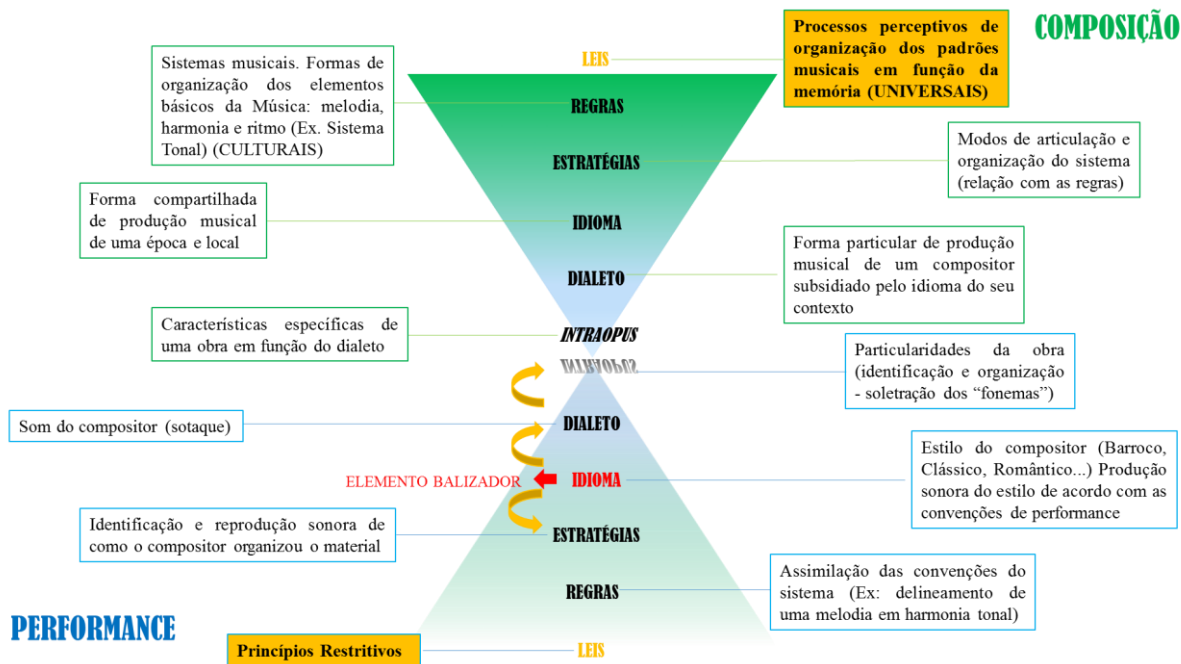 COMPOSIÇÃO
Processos perceptivos de
organização dos padrões
musicais em função da
memória (UNIVERSAIS)
LEIS
Sistemas musicais. Formas de
organização dos elementos
básicos da Música: melodia,
harmonia e ritmo (Ex. Sistema
Tonal) (CULTURAIS)
REGRAS
ESTRATÉGIAS
Modos de articulação e
organização do sistema
(relação com as regras)
Forma compartilhada
de produção musical
de uma época e local
IDIOMA
Forma particular de produção
musical de um compositor
subsidiado pelo idioma do seu
contexto
DIALETO
Características específicas de
uma obra em função do dialeto
INTRAOPUS
INTRAOPUS
Particularidades da obra
(identificação e organização
- soletração dos “fonemas”)
Som do compositor (sotaque)
DIALETO
ELEMENTO BALIZADOR
IDIOMA
Estilo do compositor (Barroco,
Clássico, Romântico...) Produção
sonora do estilo de acordo com as
convenções de performance
Identificação e reprodução sonora de
como o compositor organizou o material
ESTRATÉGIAS
REGRAS
Assimilação das convenções do
sistema (Ex: delineamento de
uma melodia em harmonia tonal)
PERFORMANCE
Princípios Restritivos
LEIS